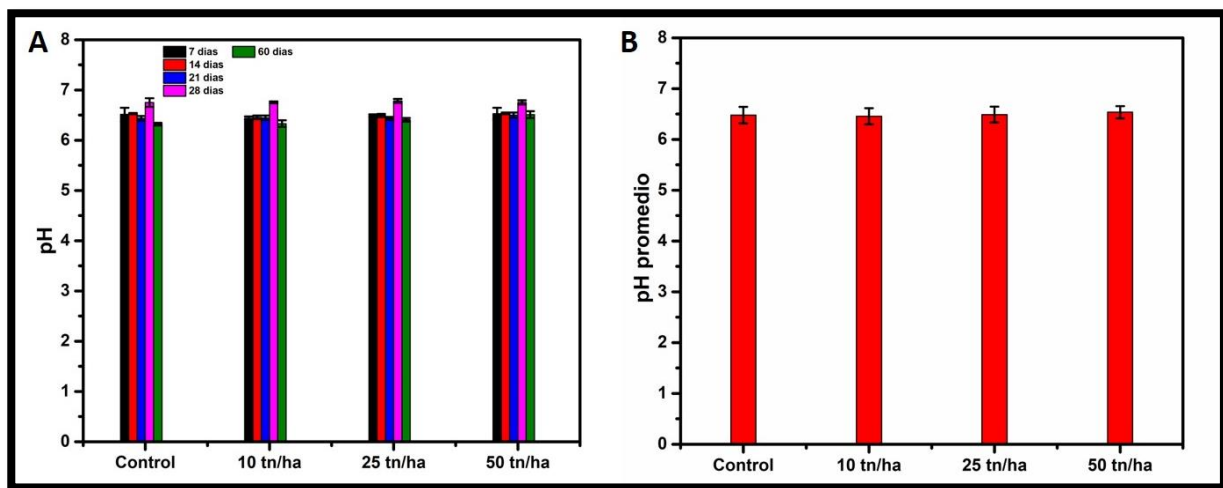 A
7 dias
60 dias
14 dias
21 dias
28 dias
pH
8
7
6
5
4
3
2
1
0
Control
10 tn/ha
25 tn/ha
50 tn/ha
B
pH promedio
8
7
6
5
4
3
2
1
0
Control
10 tn/ha
25 tn/ha
50 tn/ha